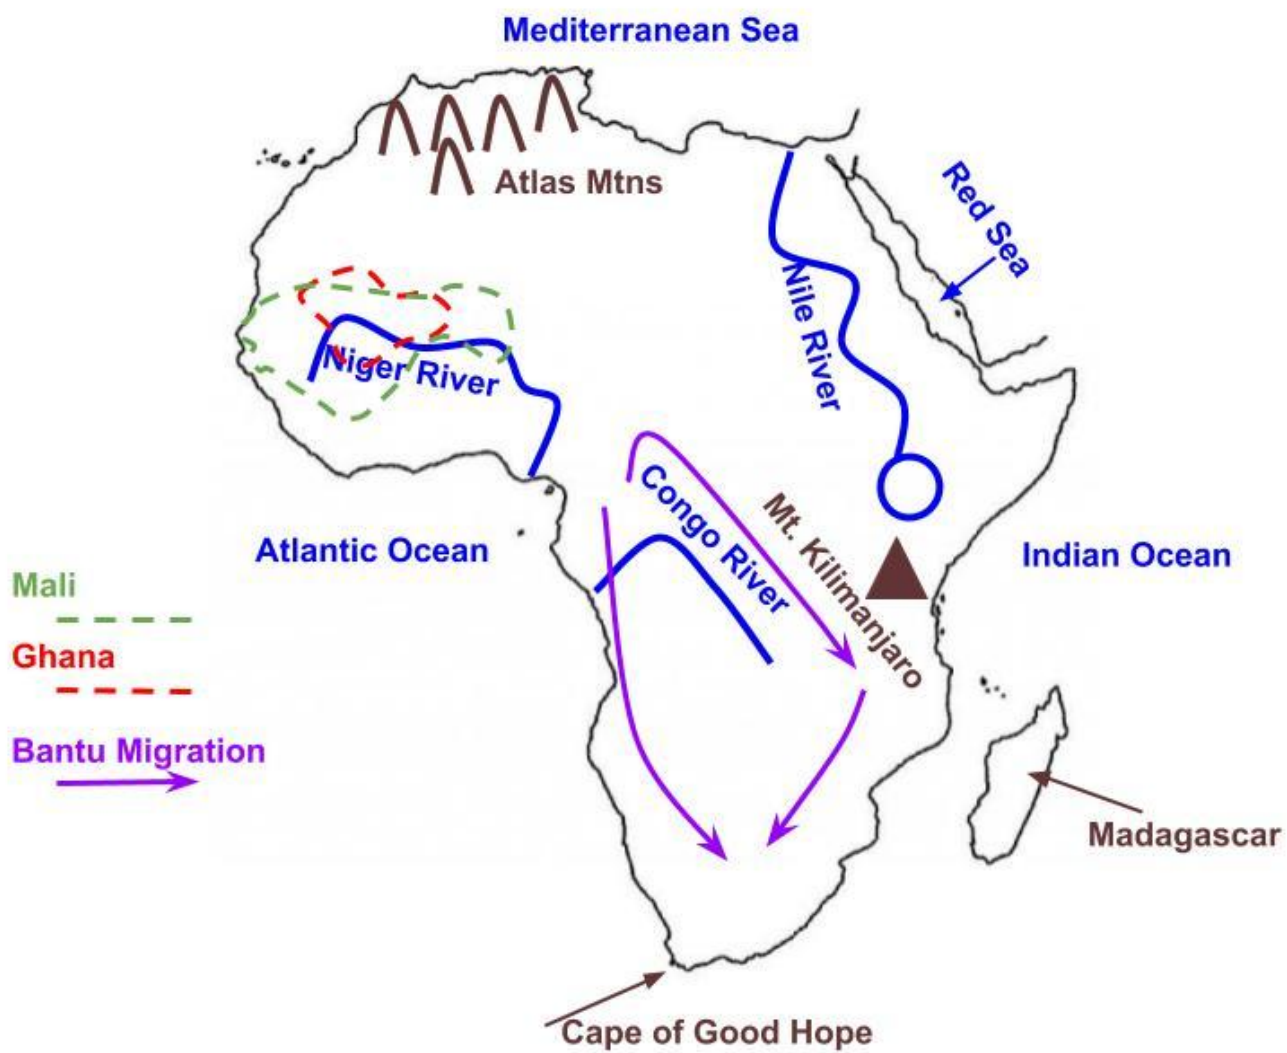 Mediterranean Sea
Atlas Mtns
Red Sea
Nile River
Niger River
Congo River
Mt. Kilimanjaro
Atlantic Ocean
Indian Ocean
Mali
Ghana
Bantu Migration
Madagascar
Cape of Good Hope